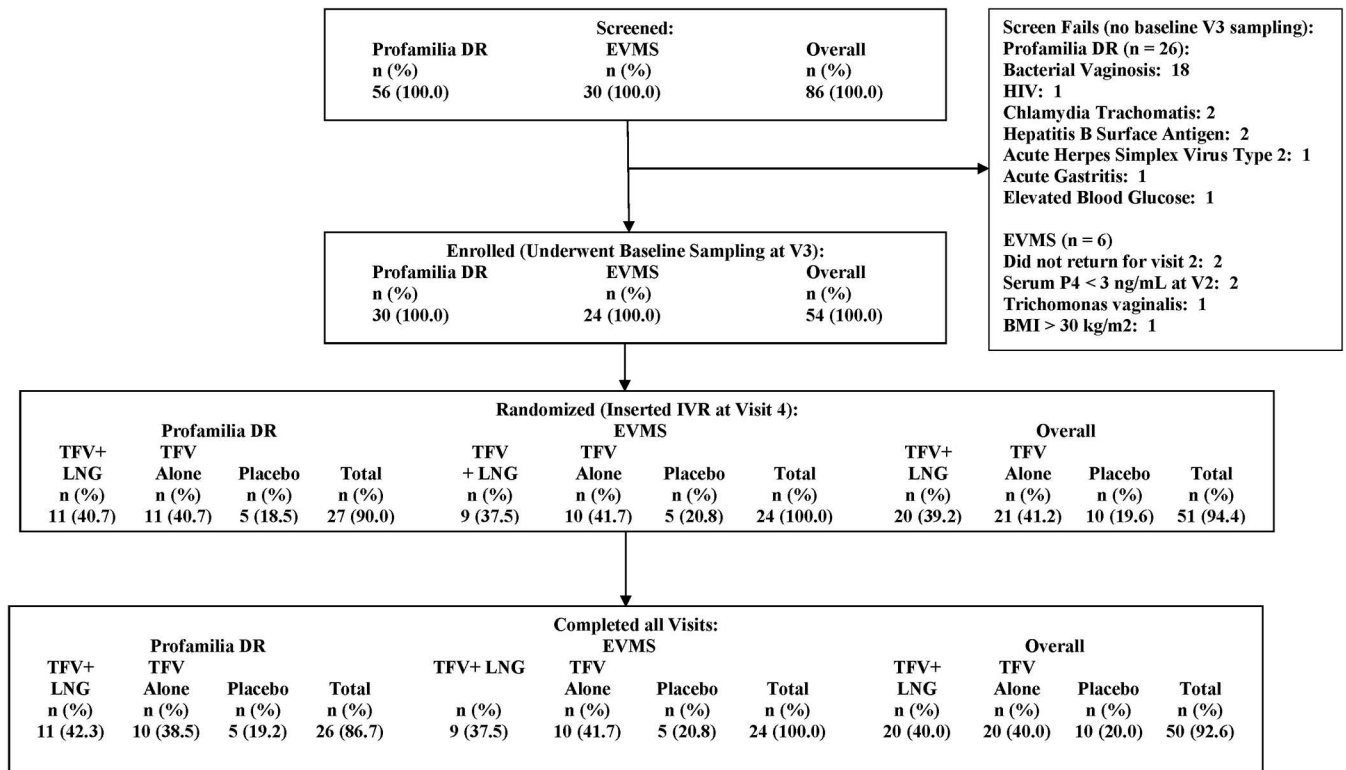 Screened:
Profamilia DR EVMS Overall
n (%) n (%) n (%)
56 (100.0) 30 (100.0) 86 (100.0)
Screen Fails (no baseline V3 sampling):
Profamilia DR (n = 26):
Bacterial Vaginosis: 18
HIV: 1
Chlamydia Trachomatis: 2
Hepatitis B Surface Antigen: 2
Acute Herpes Simplex Virus Type 2: 1
Acute Gastritis: 1
Elevated Blood Glucose: 1
EVMS (n = 6)
Did not return for visit 2: 2
Serum P4 < 3 ng/mL at V2: 2
Trichomonas vaginalis: 1
BMI > 30 kg/m2: 1
Enrolled (Underwent Baseline Sampling at V3):
Profamilia DR EVMS Overall
n (%) n (%) n (%)
30 (100.0) 24 (100.0) 54 (100.0)
Randomized (Inserted IVR at Visit 4):
Profamilia DR EVMS Overall
TFV+ TFV TFV TFV TFV+ TFV
LNG Alone Placebo Total + LNG Alone Placebo Total LNG Alone Placebo Total
n (%) n (%) n (%) n (%) n (%) n (%) n (%) n (%) n (%) n (%) n (%) n (%)
11 (40.7) 11 (40.7) 5 (18.5) 27 (90.0) 9 (37.5) 10 (41.7) 5 (20.8) 24 (100.0) 20 (39.2) 21 (41.2) 10 (19.6) 51 (94.4)
Completed all Visits:
Profamilia DR EVMS Overall
TFV+ TFV TFV+ LNG TFV TFV+ TFV
LNG Alone Placebo Total Alone Placebo Total LNG Alone Placebo Total
n (%) n (%) n (%) n (%) n (%) n (%) n (%) n (%) n (%) n (%) n (%) n (%)
11 (42.3) 10 (38.5) 5 (19.2) 26 (86.7) 9 (37.5) 10 (41.7) 5 (20.8) 24 (100.0) 20 (40.0) 20 (40.0) 10 (20.0) 50 (92.6)